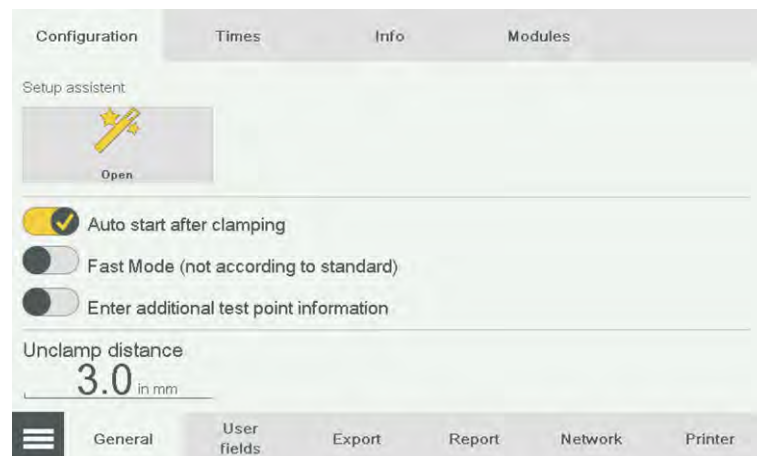 Configuration Times Info Modules
Setup assistent
Open
Auto start after clamping
Fast Mode (not according to standard)
Enter additional test point information
Unclamp distance
3.0 in mm
General User fields Export Report Network Printer